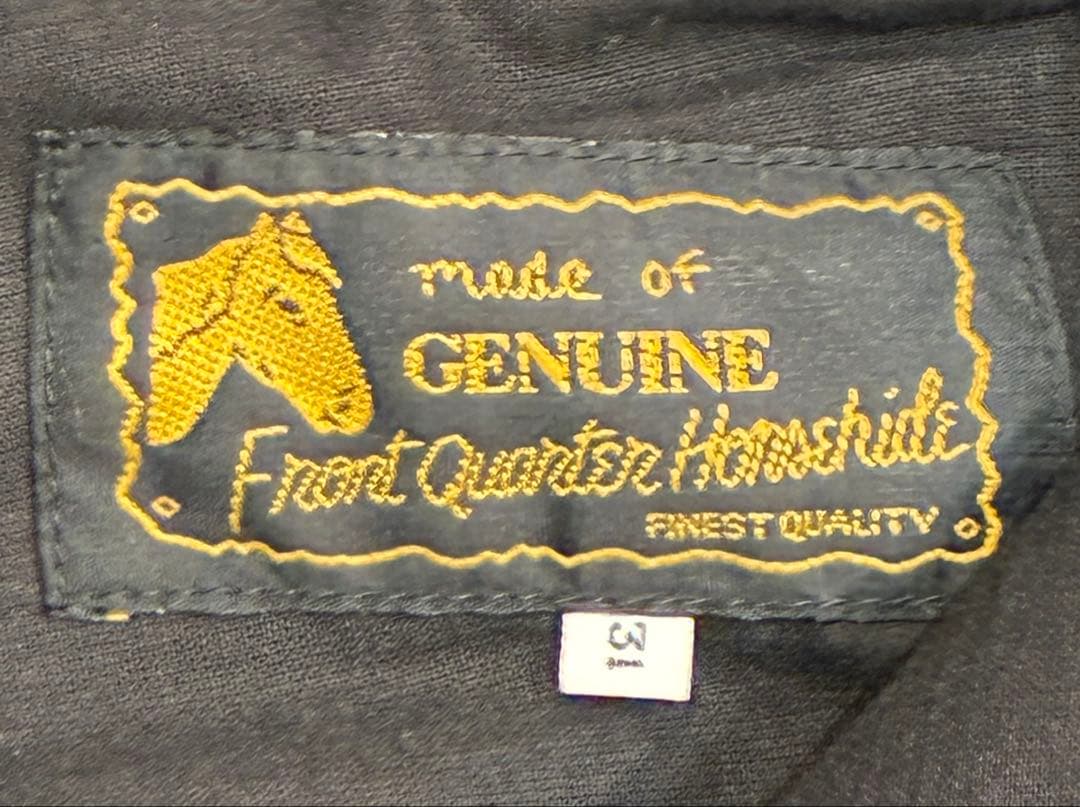 made of
GENUINE
Front Quarter Horsehide
FINEST QUALITY
3